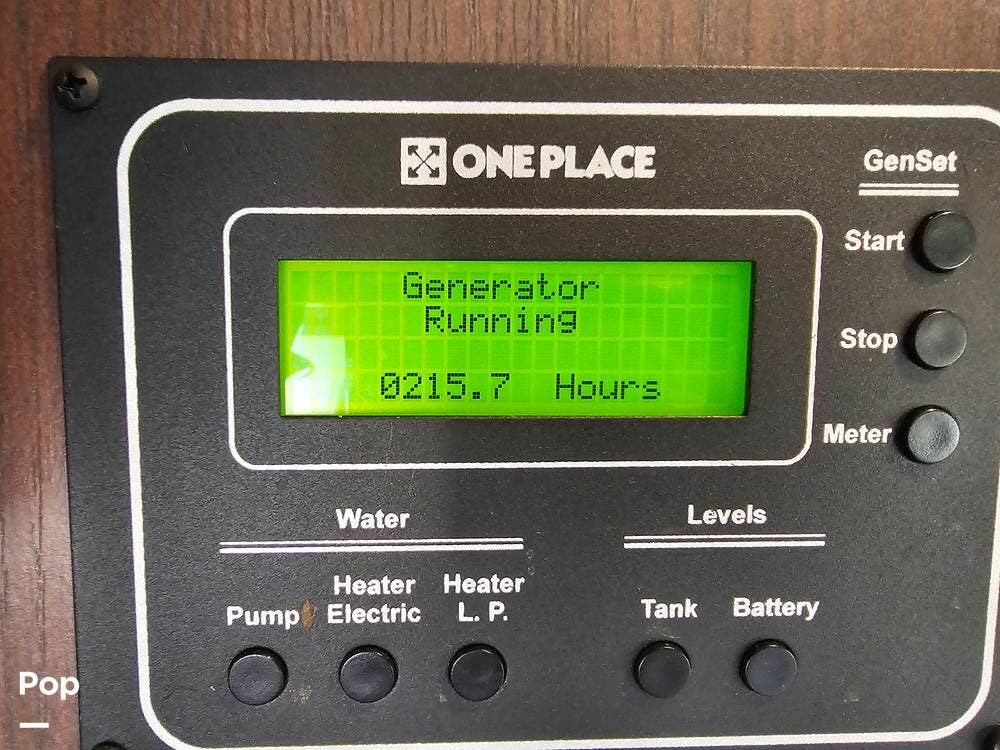 ONE PLACE
GenSet
Start
Generator
Running
0215.7 Hours
Stop
Meter
Water
Levels
Pump
Heater
Electric
Heater
L. P.
Tank
Battery
Pop